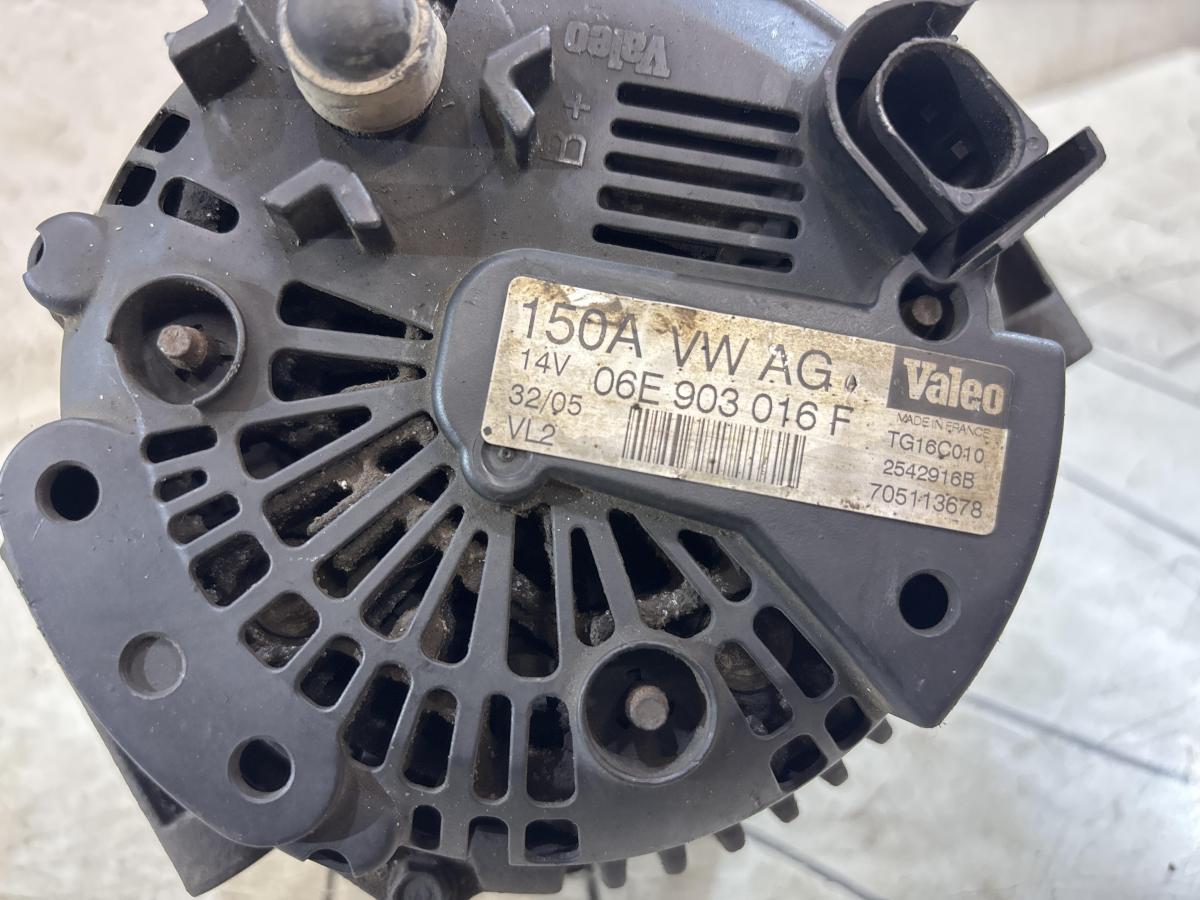 Valeo
B+
150A VW AG
14V 06E 903 016 F
32/05
VL2
Valeo
MADE IN FRANCE
TG16C010
2542916B
705113678